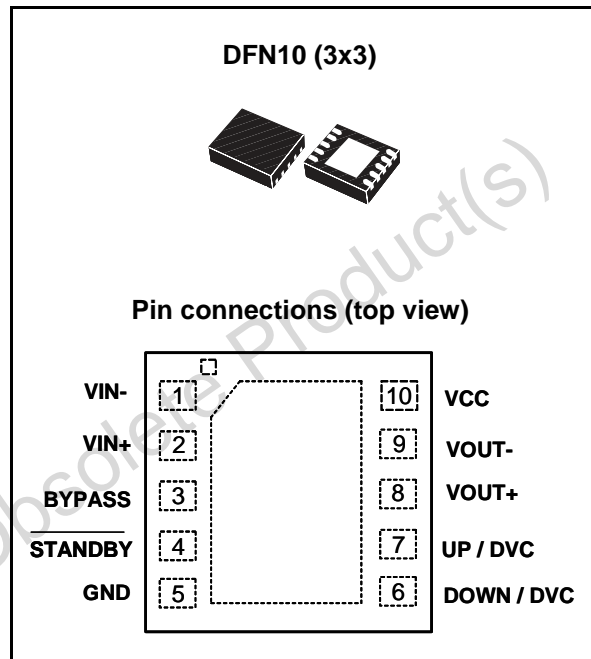 DFN10 (3x3)
Pin connections (top view)
VIN- 1 10 VCC
VIN+ 2 9 VOUT-
BYPASS 3 8 VOUT+
STANDBY 4 7 UP / DVC
GND 5 6 DOWN / DVC
Obsolete Product(s)